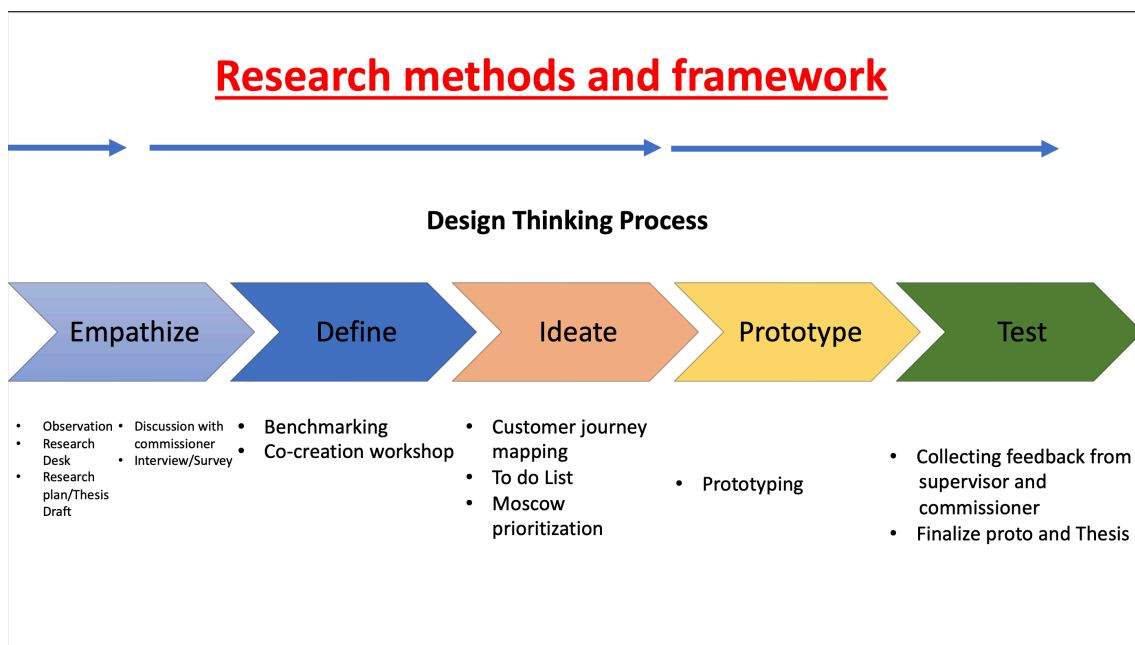 Research methods and framework
Design Thinking Process
Empathize
Define
Ideate
Prototype
Test
• Observation
• Research
Desk
• Research
plan/Thesis
Draft
• Discussion with
commissioner
• Interview/Survey
• Benchmarking
• Co-creation workshop
• Customer journey
mapping
• To do List
• Moscow
prioritization
• Prototyping
• Collecting feedback from
supervisor and
commissioner
• Finalize proto and Thesis